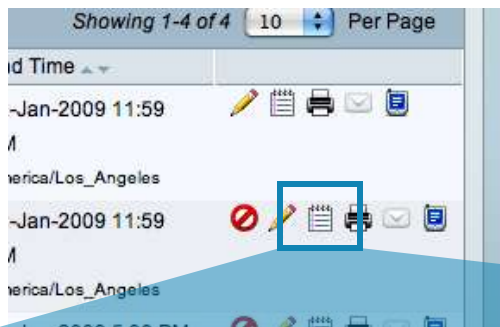 Showing 1-4 of 4 10 Per Page
d Time
-Jan-2009 11:59
M
erica/Los_Angeles
-Jan-2009 11:59
M
erica/Los_Angeles